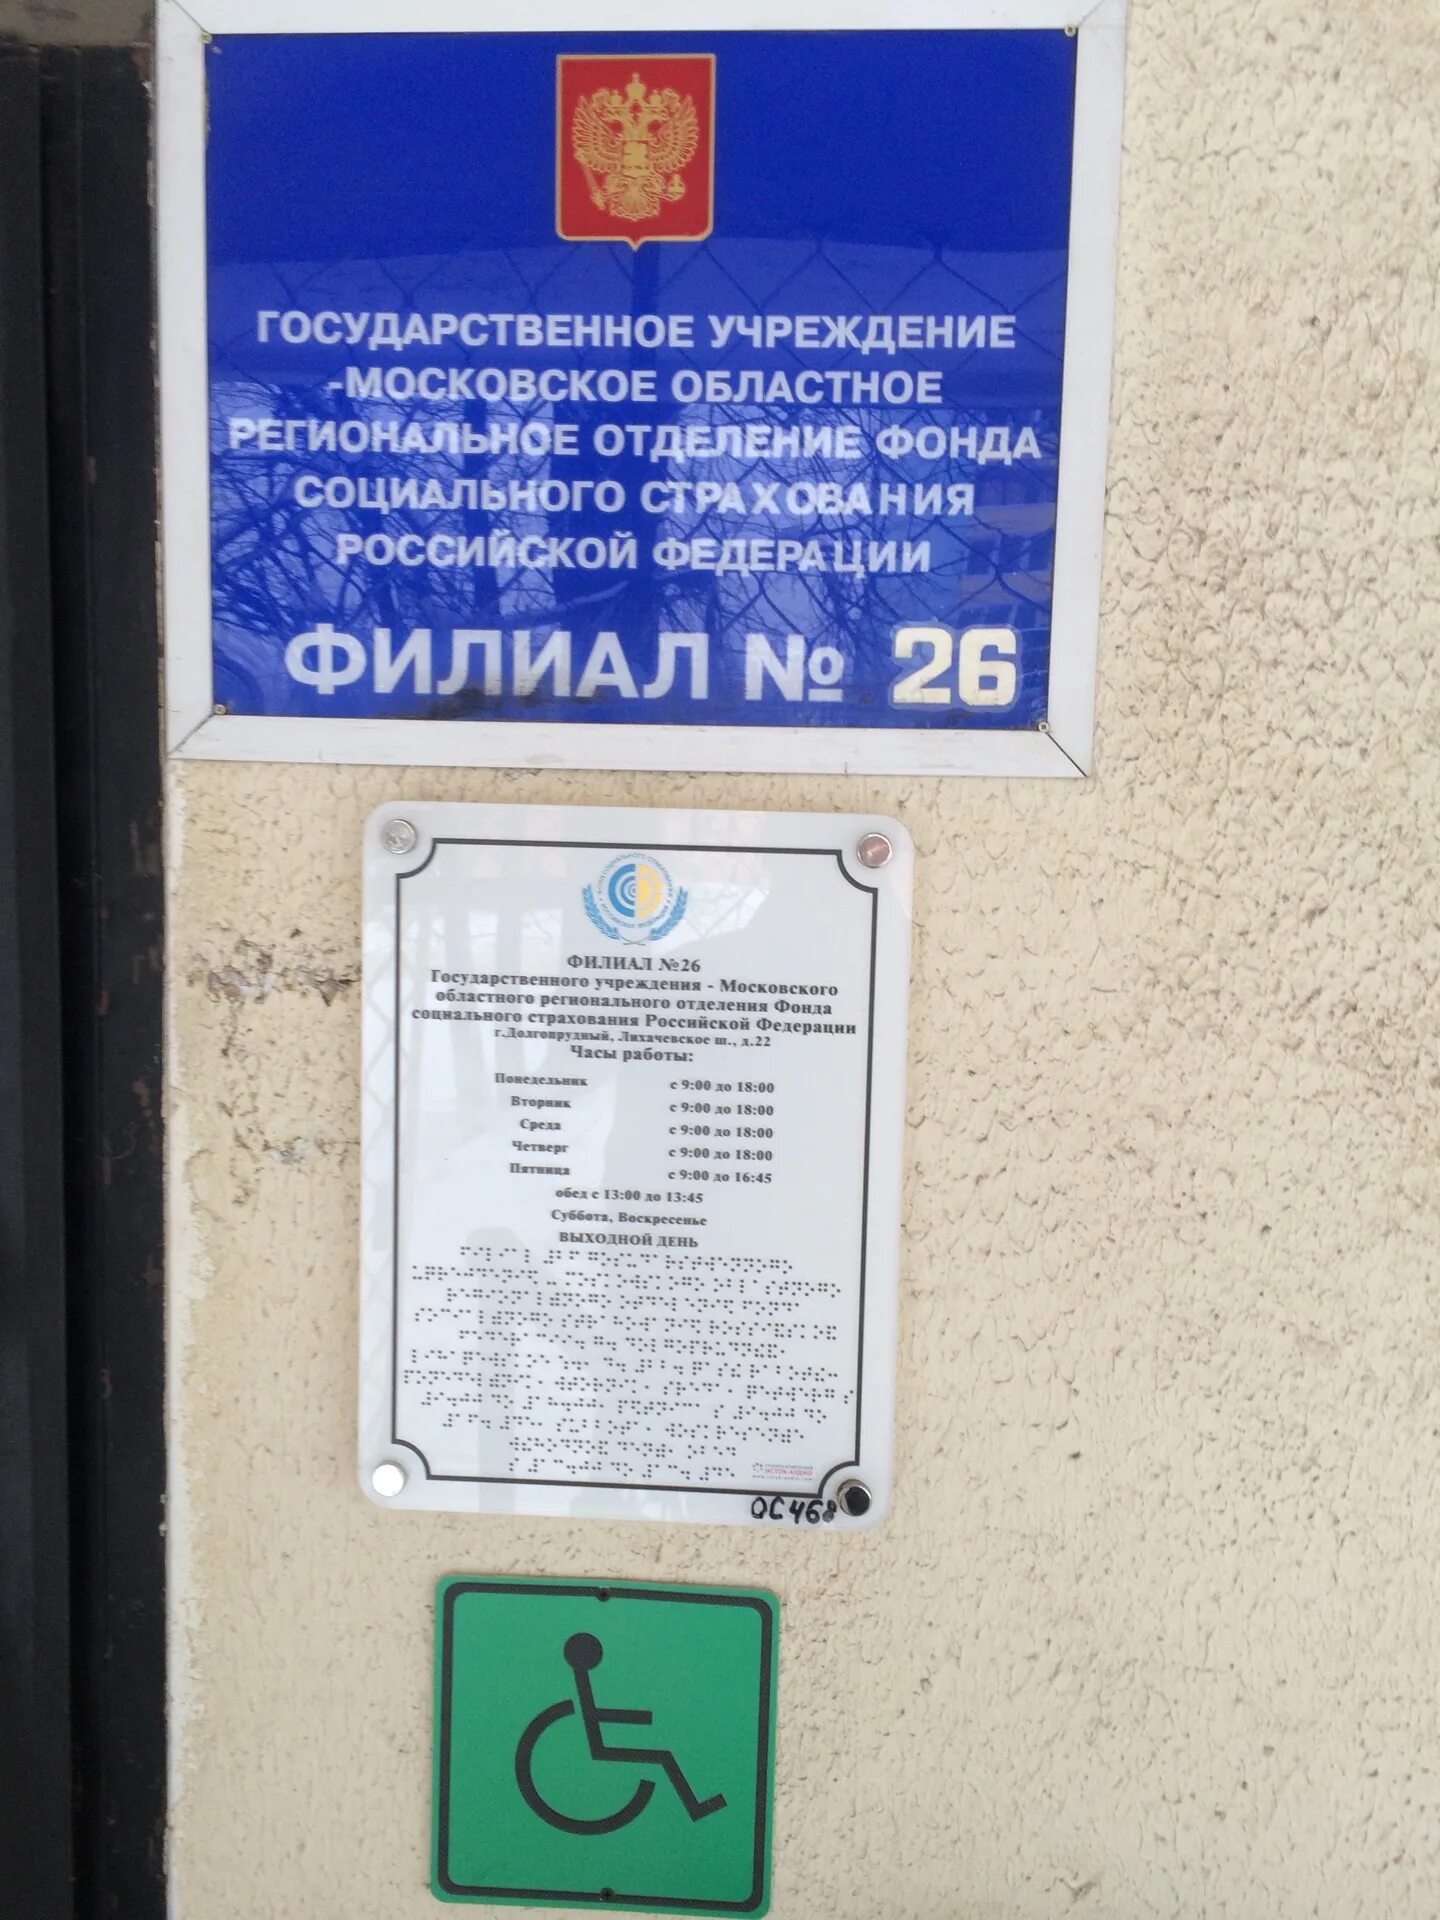 ГОСУДАРСТВЕННОЕ УЧРЕЖДЕНИЕ
-МОСКОВСКОЕ ОБЛАСТНОЕ
РЕГИОНАЛЬНОЕ ОТДЕЛЕНИЕ ФОНДА
СОЦИАЛЬНОГО СТРАХОВАНИЯ
РОССИЙСКОЙ ФЕДЕРАЦИИ
ФИЛИАЛ № 26
ФИЛИАЛ №26
Государственного учреждения - Московского
областного регионального отделения Фонда
социального страхования Российской Федерации
г.Долгопрудный, Лихачевское ш., д.22
Часы работы:
Понедельник с 9:00 до 18:00
Вторник с 9:00 до 18:00
Среда с 9:00 до 18:00
Четверг с 9:00 до 18:00
Пятница с 9:00 до 16:45
обед с 13:00 до 13:45
Суббота, Воскресенье
ВЫХОДНОЙ ДЕНЬ
ИСТОК-АУДИО
ОС468